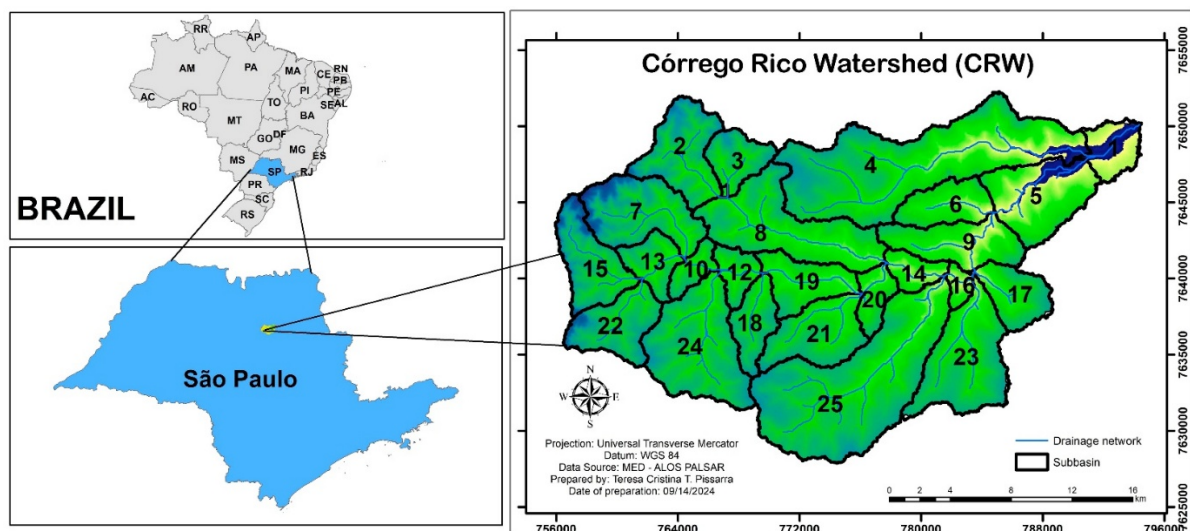 RR
AP
AM
PA
MA
CE
RN
PB
PE
AL
SE
PI
AC
RO
TO
BA
MT
GO
DF
MG
ES
MS
SP
RJ
PR
SC
RS
BRAZIL
São Paulo
Córrego Rico Watershed (CRW)
1
2
3
4
5
6
7
8
9
10
12
13
14
15
16
17
18
19
20
21
22
23
24
25
1
N
W E
S
Projection: Universal Transverse Mercator
Datum: WGS 84
Data Source: MED - ALOS PALSAR
Prepared by: Teresa Cristina T. Pissarra
Date of preparation: 09/14/2024
Drainage network
Subbasin
0 2 4 8 12 16
km
756000 764000 772000 780000 788000 796000
7655000
7650000
7645000
7640000
7635000
7630000
7625000